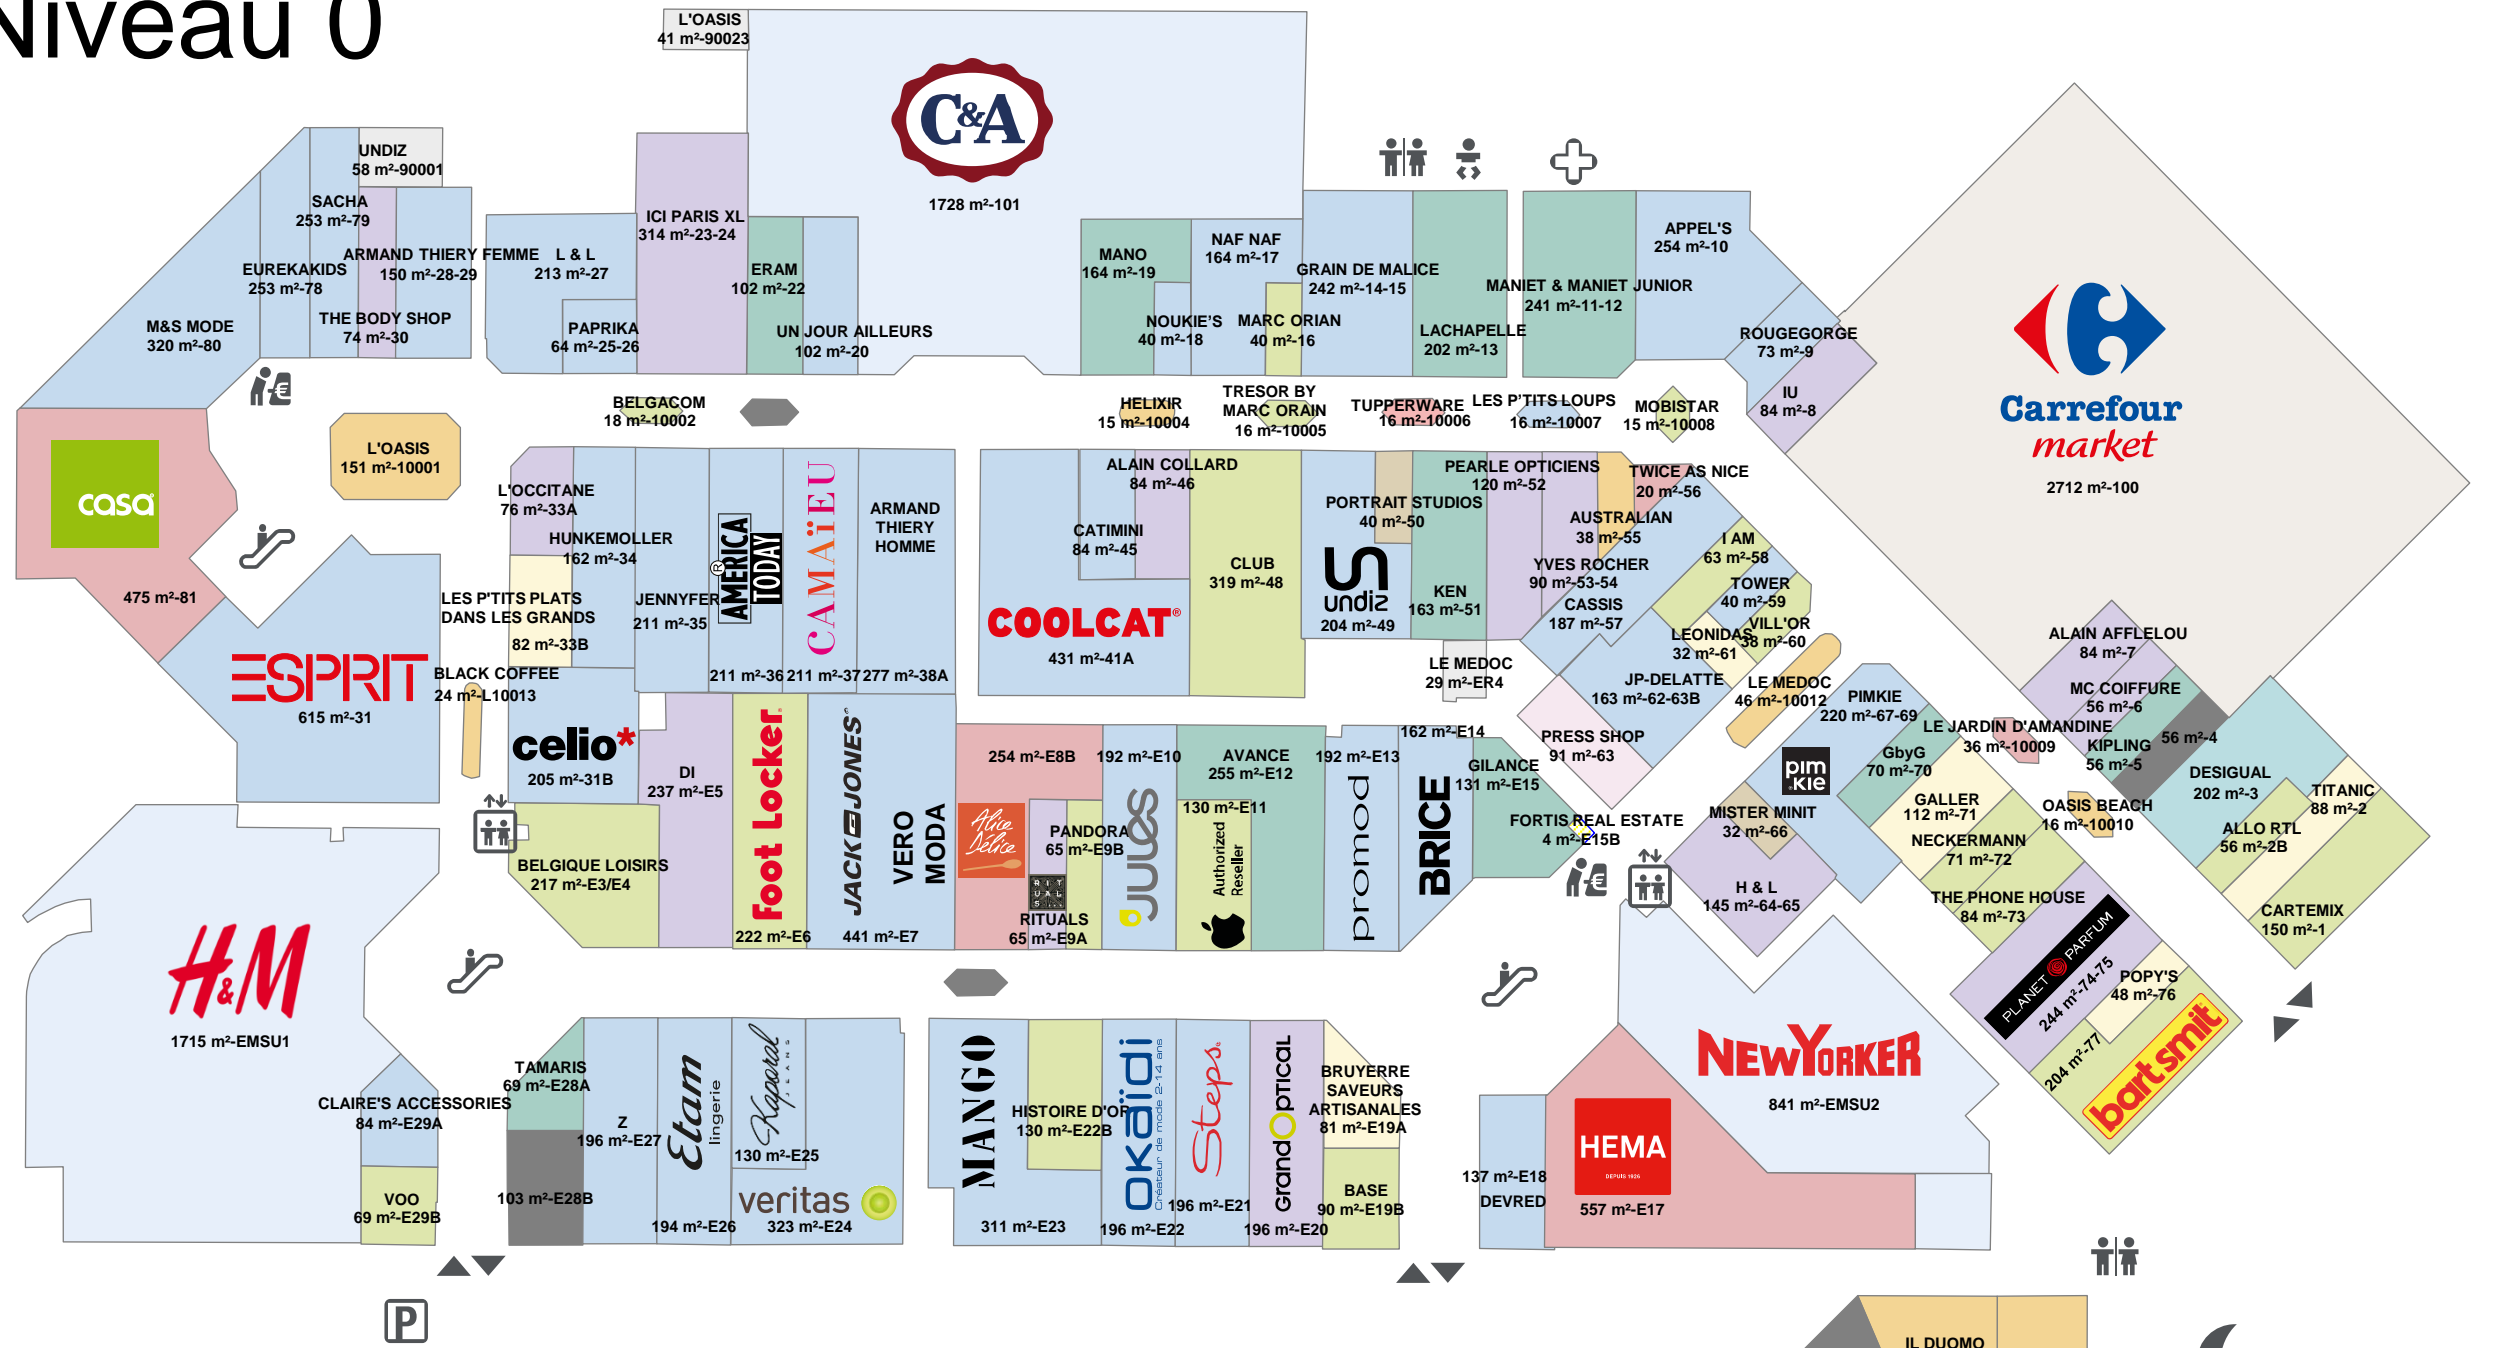 Niveau 0
L'OASIS
41 m²-90023
C&A
1728 m²-101
UNDIZ
58 m²-90001
SACHA
253 m²-79
ARMAND THIERY FEMME
150 m²-28-29
EUREKAKIDS
253 m²-78
THE BODY SHOP
74 m²-30
M&S MODE
320 m²-80
L & L
213 m²-27
PAPRIKA
64 m²-25-26
ICI PARIS XL
314 m²-23-24
ERAM
102 m²-22
UN JOUR AILLEURS
102 m²-20
MANO
164 m²-19
NOUKIE'S
40 m²-18
NAF NAF
164 m²-17
MARC ORIAN
40 m²-16
GRAIN DE MALICE
242 m²-14-15
LACHAPELLE
202 m²-13
MANIET & MANIET JUNIOR
241 m²-11-12
APPEL'S
254 m²-10
ROUGEGORGE
73 m²-9
IU
84 m²-8
Carrefour
market
2712 m²-100
casa
475 m²-81
L'OASIS
151 m²-10001
BELGACOM
18 m²-10002
HELIXIR
15 m²-10004
TRESOR BY
MARC ORAIN
16 m²-10005
TUPPERWARE
16 m²-10006
LES P'TITS LOUPS
16 m²-10007
MOBISTAR
15 m²-10008
ESPRIT
615 m²-31
L'OCCITANE
76 m²-33A
HUNKEMOLLER
162 m²-34
LES P'TITS PLATS
DANS LES GRANDS
82 m²-33B
JENNYFER
211 m²-35
AMERICA
TODAY
®
211 m²-36
CAMAïEU
211 m²-37
ARMAND
THIERY
HOMME
277 m²-38A
BLACK COFFEE
24 m²-L10013
celio*
205 m²-31B
CATIMINI
84 m²-45
ALAIN COLLARD
84 m²-46
COOLCAT®
431 m²-41A
CLUB
319 m²-48
PORTRAIT STUDIOS
40 m²-50
undiz
204 m²-49
KEN
163 m²-51
PEARLE OPTICIENS
120 m²-52
YVES ROCHER
90 m²-53-54
AUSTRALIAN
38 m²-55
TWICE AS NICE
20 m²-56
CASSIS
187 m²-57
I AM
63 m²-58
TOWER
40 m²-59
VILL'OR
38 m²-60
LEONIDAS
32 m²-61
LE MEDOC
29 m²-ER4
JP-DELATTE
163 m²-62-63B
LE MEDOC
46 m²-10012
PRESS SHOP
91 m²-63
ALAIN AFFLELOU
84 m²-7
MC COIFFURE
56 m²-6
KIPLING
56 m²-5
56 m²-4
DESIGUAL
202 m²-3
TITANIC
88 m²-2
ALLO RTL
56 m²-2B
CARTEMIX
150 m²-1
PIMKIE
220 m²-67-69
pim
kie
LE JARDIN D'AMANDINE
36 m²-10009
GbyG
70 m²-70
GALLER
112 m²-71
NECKERMANN
71 m²-72
THE PHONE HOUSE
84 m²-73
OASIS BEACH
16 m²-10010
MISTER MINIT
32 m²-66
H & L
145 m²-64-65
PLANET PARFUM
244 m²-74-75
POPY'S
48 m²-76
204 m²-77
bart smit
DI
237 m²-E5
BELGIQUE LOISIRS
217 m²-E3/E4
foot Locker
222 m²-E6
JACK & JONES
VERO
MODA
441 m²-E7
254 m²-E8B
Alice
Délice
PANDORA
65 m²-E9B
RITUALS
RITUALS
65 m²-E9A
192 m²-E10
JULES
AVANCE
255 m²-E12
130 m²-E11
Authorized
Reseller
192 m²-E13
promod
162 m²-E14
BRICE
GILANCE
131 m²-E15
FORTIS REAL ESTATE
4 m²-E15B
H&M
1715 m²-EMSU1
CLAIRE'S ACCESSORIES
84 m²-E29A
VOO
69 m²-E29B
TAMARIS
69 m²-E28A
103 m²-E28B
Z
196 m²-E27
Etam
lingerie
194 m²-E26
Kaporal
JEANS
130 m²-E25
veritas
323 m²-E24
MANGO
311 m²-E23
HISTOIRE D'OR
130 m²-E22B
OKAÏDI
Créateur de mode 2-14 ans
196 m²-E22
Steps
196 m²-E21
GrandOptical
196 m²-E20
BRUYERRE
SAVEURS
ARTISANALES
81 m²-E19A
BASE
90 m²-E19B
137 m²-E18
DEVRED
HEMA
DEPUIS 1926
557 m²-E17
NEWYORKER
841 m²-EMSU2
P
IL DUOMO